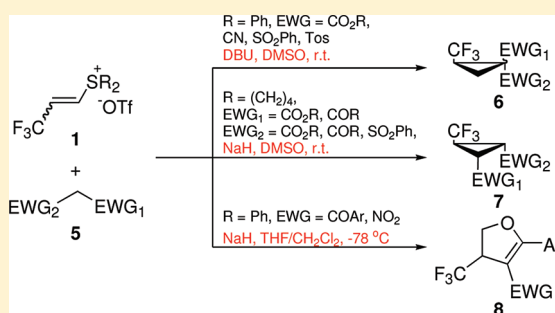 R = Ph, EWG = CO₂R,
CN, SO₂Ph, Tos
DBU, DMSO, r.t.
CF₃ EWG₁
EWG₂
6
+
SR₂
⁻OTf
F₃C
1
+
EWG₂ EWG₁
5
R = (CH₂)₄,
EWG₁ = CO₂R, COR
EWG₂ = CO₂R, COR, SO₂Ph,
NaH, DMSO, r.t.
CF₃
EWG₂
EWG₁
7
R = Ph, EWG = COAr, NO₂
NaH, THF/CH₂Cl₂, -78 °C
O
A
F₃C
EWG
8